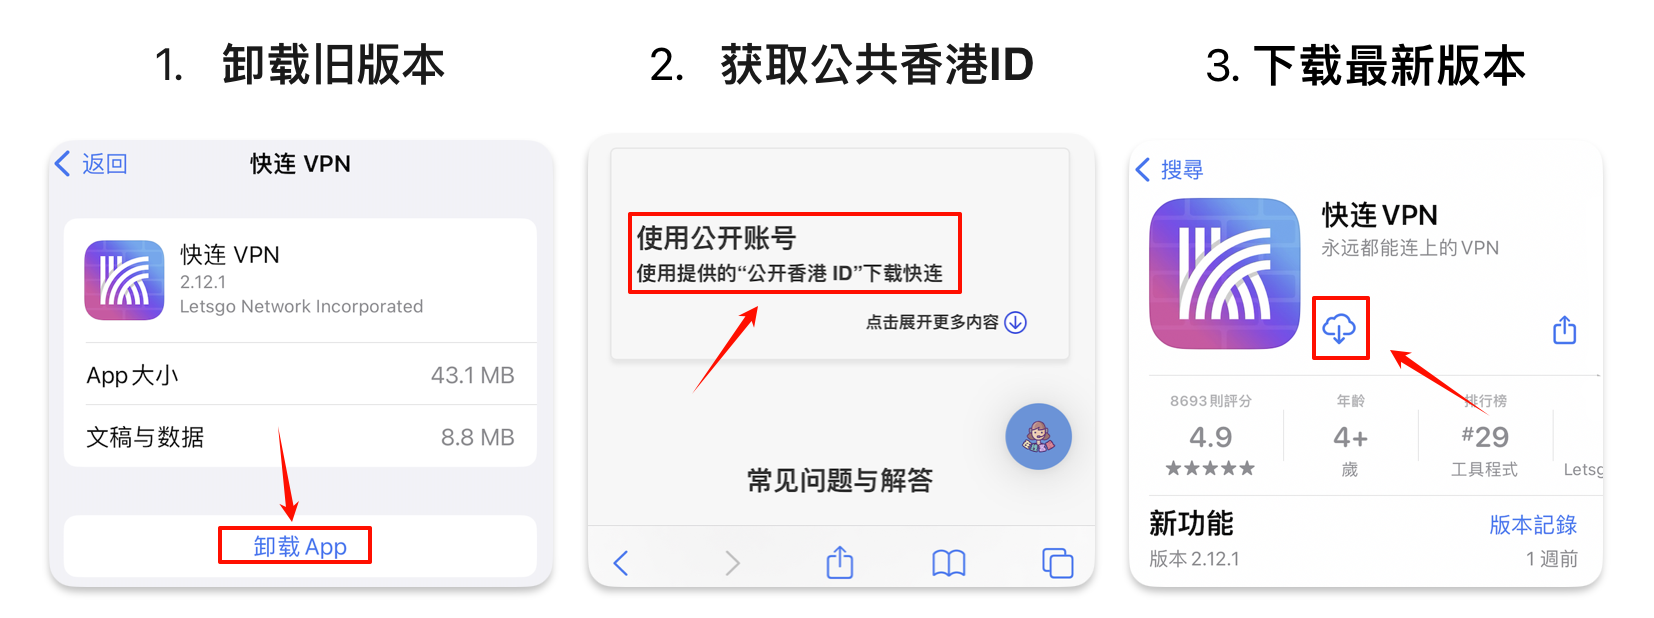 1. 卸载旧版本
2. 获取公共香港ID
3. 下载最新版本
返回
快连 VPN
快连 VPN
2.12.1
Letsgo Network Incorporated
App大小
43.1 MB
文稿与数据
8.8 MB
卸载 App
使用公开账号
使用提供的“公开香港 ID”下载快连
点击展开更多内容
常见问题与解答
搜尋
快连 VPN
永远都能连上的 VPN
8693 則評分
4.9
★★★★★
年齡
4+
歲
排行榜
#29
工具程式
Letsg
新功能
版本記錄
版本 2.12.1
1 週前